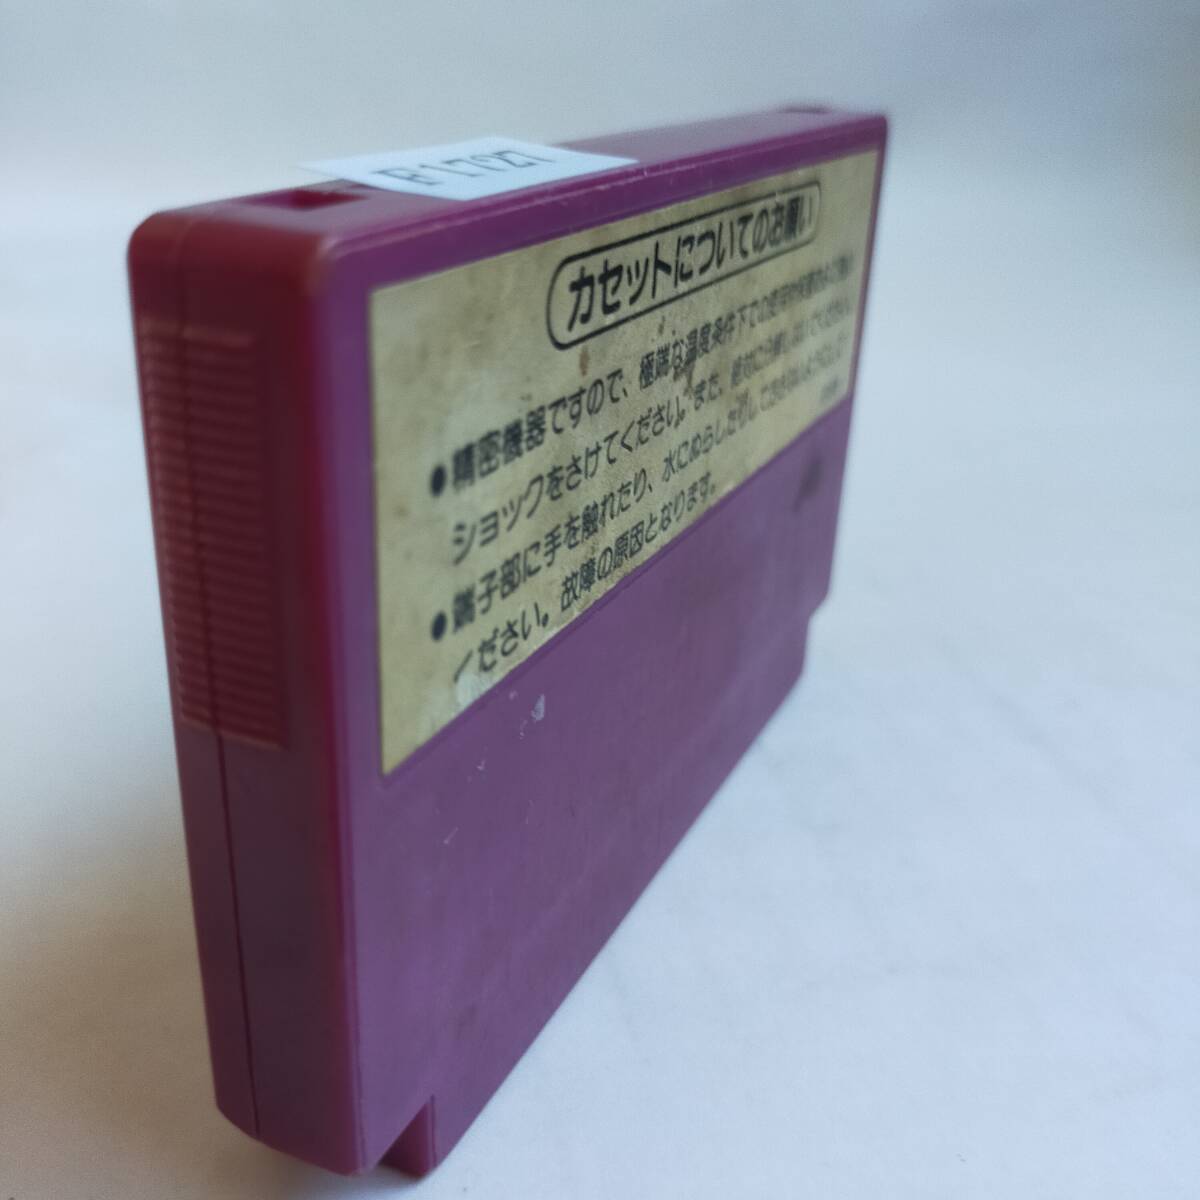 F1727
カセットについてのお願い
●精密機器ですので、極端な温度条件下での使用や保管および強い
ショックをさけてください。また、絶対に分解しないでください。
●端子部に手を触れたり、水にぬらしたりして汚さないようにして
ください。故障の原因となります。